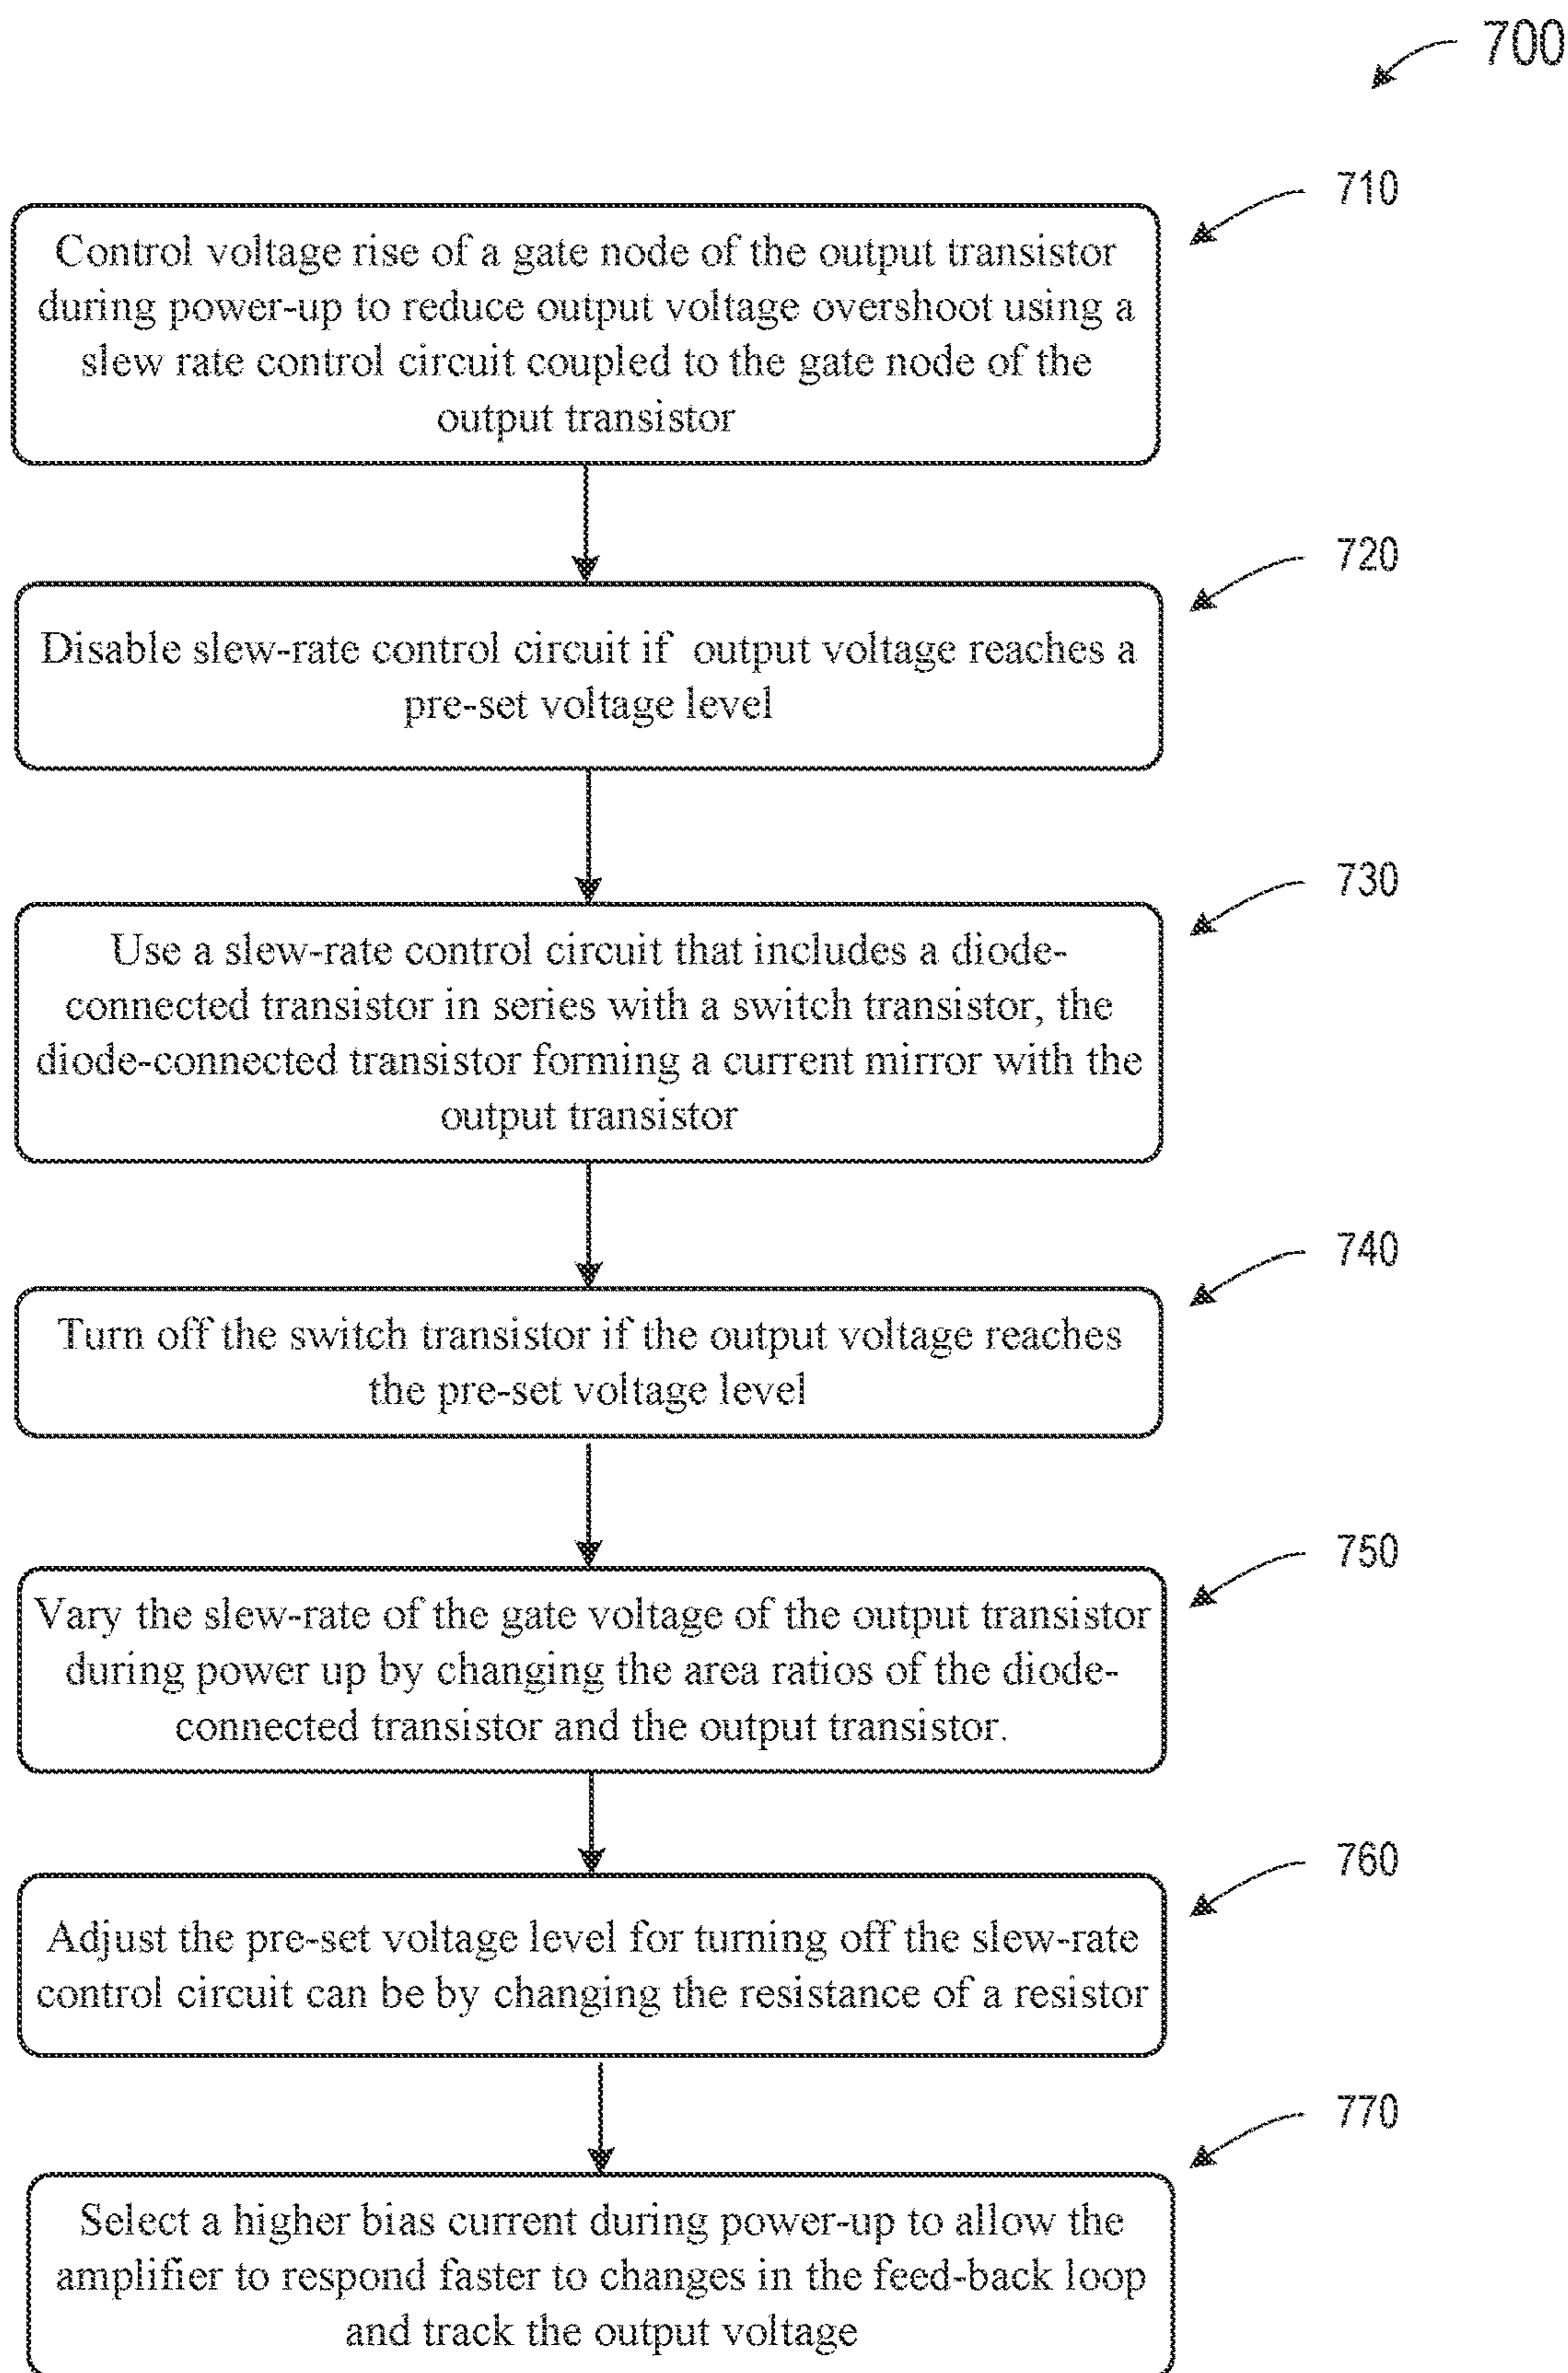 700
710
Control voltage rise of a gate node of the output transistor
during power-up to reduce output voltage overshoot using a
slew rate control circuit coupled to the gate node of the
output transistor
720
Disable slew-rate control circuit if output voltage reaches a
pre-set voltage level
730
Use a slew-rate control circuit that includes a diode-
connected transistor in series with a switch transistor, the
diode-connected transistor forming a current mirror with the
output transistor
740
Turn off the switch transistor if the output voltage reaches
the pre-set voltage level
750
Vary the slew-rate of the gate voltage of the output transistor
during power up by changing the area ratios of the diode-
connected transistor and the output transistor.
760
Adjust the pre-set voltage level for turning off the slew-rate
control circuit can be by changing the resistance of a resistor
770
Select a higher bias current during power-up to allow the
amplifier to respond faster to changes in the feed-back loop
and track the output voltage